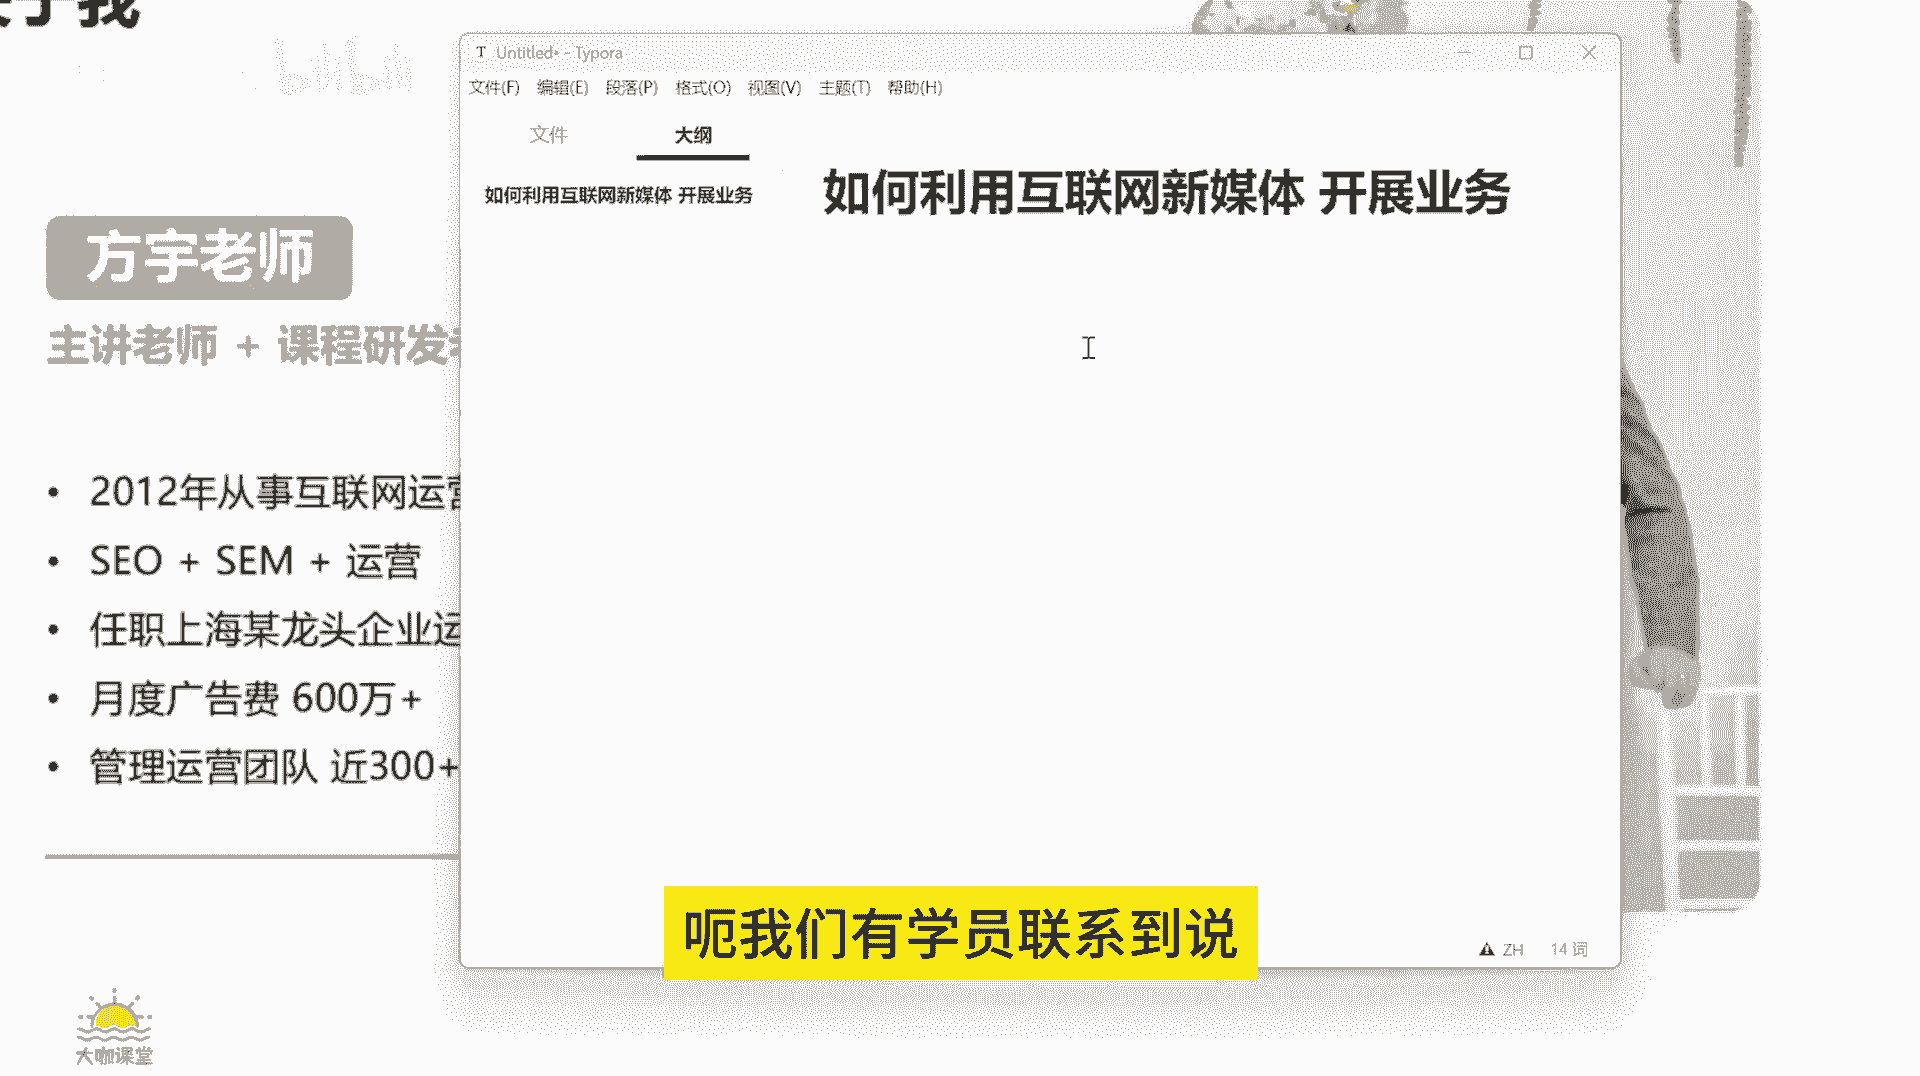 于我
bilibili
T Untitled• - Typora
文件(F) 编辑(E) 段落(P) 格式(O) 视图(V) 主题(T) 帮助(H)
文件 大纲
如何利用互联网新媒体 开展业务
如何利用互联网新媒体 开展业务
方宇老师
主讲老师 + 课程研发
• 2012年从事互联网运营
• SEO + SEM + 运营
• 任职上海某龙头企业运
• 月度广告费 600万+
• 管理运营团队 近300+
呃我们有学员联系到说
ZH 14 词
大咖课堂